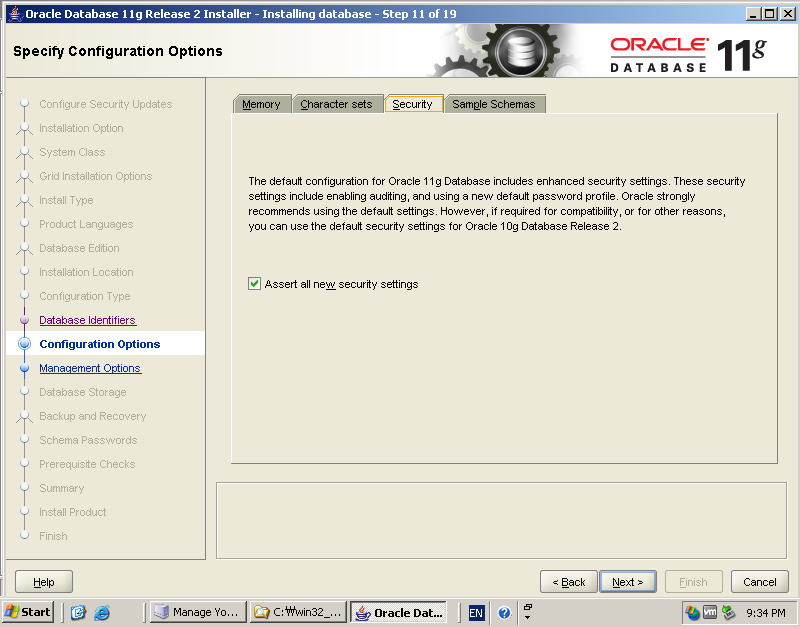 Oracle Database 11g Release 2 Installer - Installing database - Step 11 of 19
Specify Configuration Options
ORACLE®
DATABASE
11g
Configure Security Updates
Installation Option
System Class
Grid Installation Options
Install Type
Product Languages
Database Edition
Installation Location
Configuration Type
Database Identifiers
Configuration Options
Management Options
Database Storage
Backup and Recovery
Schema Passwords
Prerequisite Checks
Summary
Install Product
Finish
Memory
Character sets
Security
Sample Schemas
The default configuration for Oracle 11g Database includes enhanced security settings. These security
settings include enabling auditing, and using a new default password profile. Oracle strongly
recommends using the default settings. However, if required for compatibility, or for other reasons,
you can use the default security settings for Oracle 10g Database Release 2.
Assert all new security settings
Help
< Back
Next >
Finish
Cancel
Start
Manage Yo...
C:₩win32_...
Oracle Dat...
EN
vm
9:34 PM